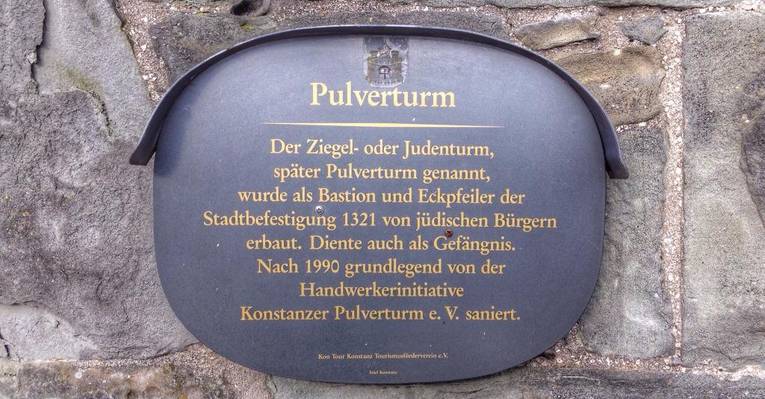 Pulverturm
Der Ziegel- oder Judenturm,
später Pulverturm genannt,
wurde als Bastion und Eckpfeiler der
Stadtbefestigung 1321 von jüdischen Bürgern
erbaut. Diente auch als Gefängnis.
Nach 1990 grundlegend von der
Handwerkerinitiative
Konstanzer Pulverturm e. V. saniert.
Kon Tour Konstanz Tourismusförderverein e.V.